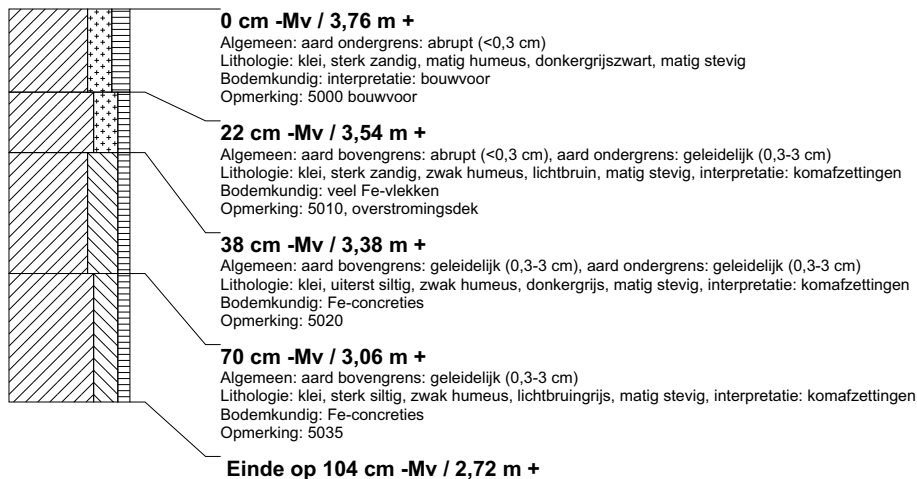 0 cm -Mv / 3,76 m +
Algemeen: aard ondergrens: abrupt (<0,3 cm)
Lithologie: klei, sterk zandig, matig humeus, donkergrijszwart, matig stevig
Bodemkundig: interpretatie: bouwvoor
Opmerking: 5000 bouwvoor
22 cm -Mv / 3,54 m +
Algemeen: aard bovengrens: abrupt (<0,3 cm), aard ondergrens: geleidelijk (0,3-3 cm)
Lithologie: klei, sterk zandig, zwak humeus, lichtbruin, matig stevig, interpretatie: komafzettingen
Bodemkundig: veel Fe-vlekken
Opmerking: 5010, overstromingsdek
38 cm -Mv / 3,38 m +
Algemeen: aard bovengrens: geleidelijk (0,3-3 cm), aard ondergrens: geleidelijk (0,3-3 cm)
Lithologie: klei, uiterst siltig, zwak humeus, donkergrijs, matig stevig, interpretatie: komafzettingen
Bodemkundig: Fe-concreties
Opmerking: 5020
70 cm -Mv / 3,06 m +
Algemeen: aard bovengrens: geleidelijk (0,3-3 cm)
Lithologie: klei, sterk siltig, zwak humeus, lichtbruingrijs, matig stevig, interpretatie: komafzettingen
Bodemkundig: Fe-concreties
Opmerking: 5035
Einde op 104 cm -Mv / 2,72 m +